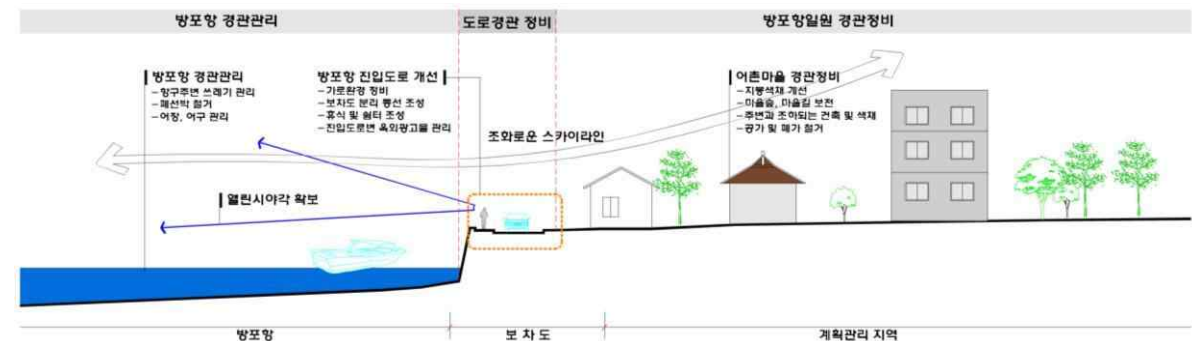 방포항 경관관리
도로경관 정비
방포항일원 경관정비
방포항 경관관리
-항구주변 쓰레기 관리
-폐선박 철거
-어장, 어구 관리
방포항 진입도로 개선
-가로환경 정비
-보차도 분리 동선 조성
-휴식 및 쉼터 조성
-진입도로변 옥외광고물 관리
어촌마을 경관정비
-지붕색채 개선
-마을숲, 마을길 보전
-주변과 조화되는 건축 및 색채
-공가 및 폐가 철거
조화로운 스카이라인
열린시야각 확보
방포항
보 차 도
계획관리 지역